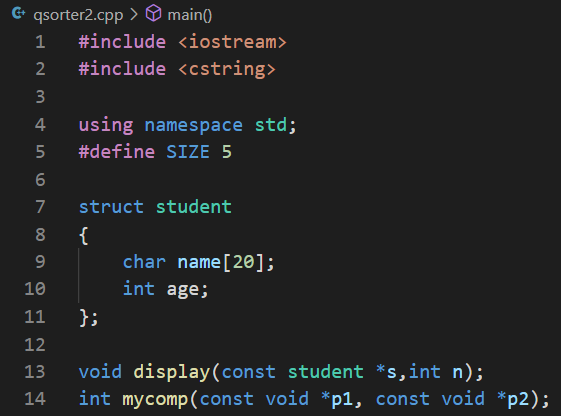 qsorter2.cpp > main()
1 #include <iostream>
2 #include <cstring>
3
4 using namespace std;
5 #define SIZE 5
6
7 struct student
8 {
9     char name[20];
10     int age;
11 };
12
13 void display(const student *s,int n);
14 int mycomp(const void *p1, const void *p2);